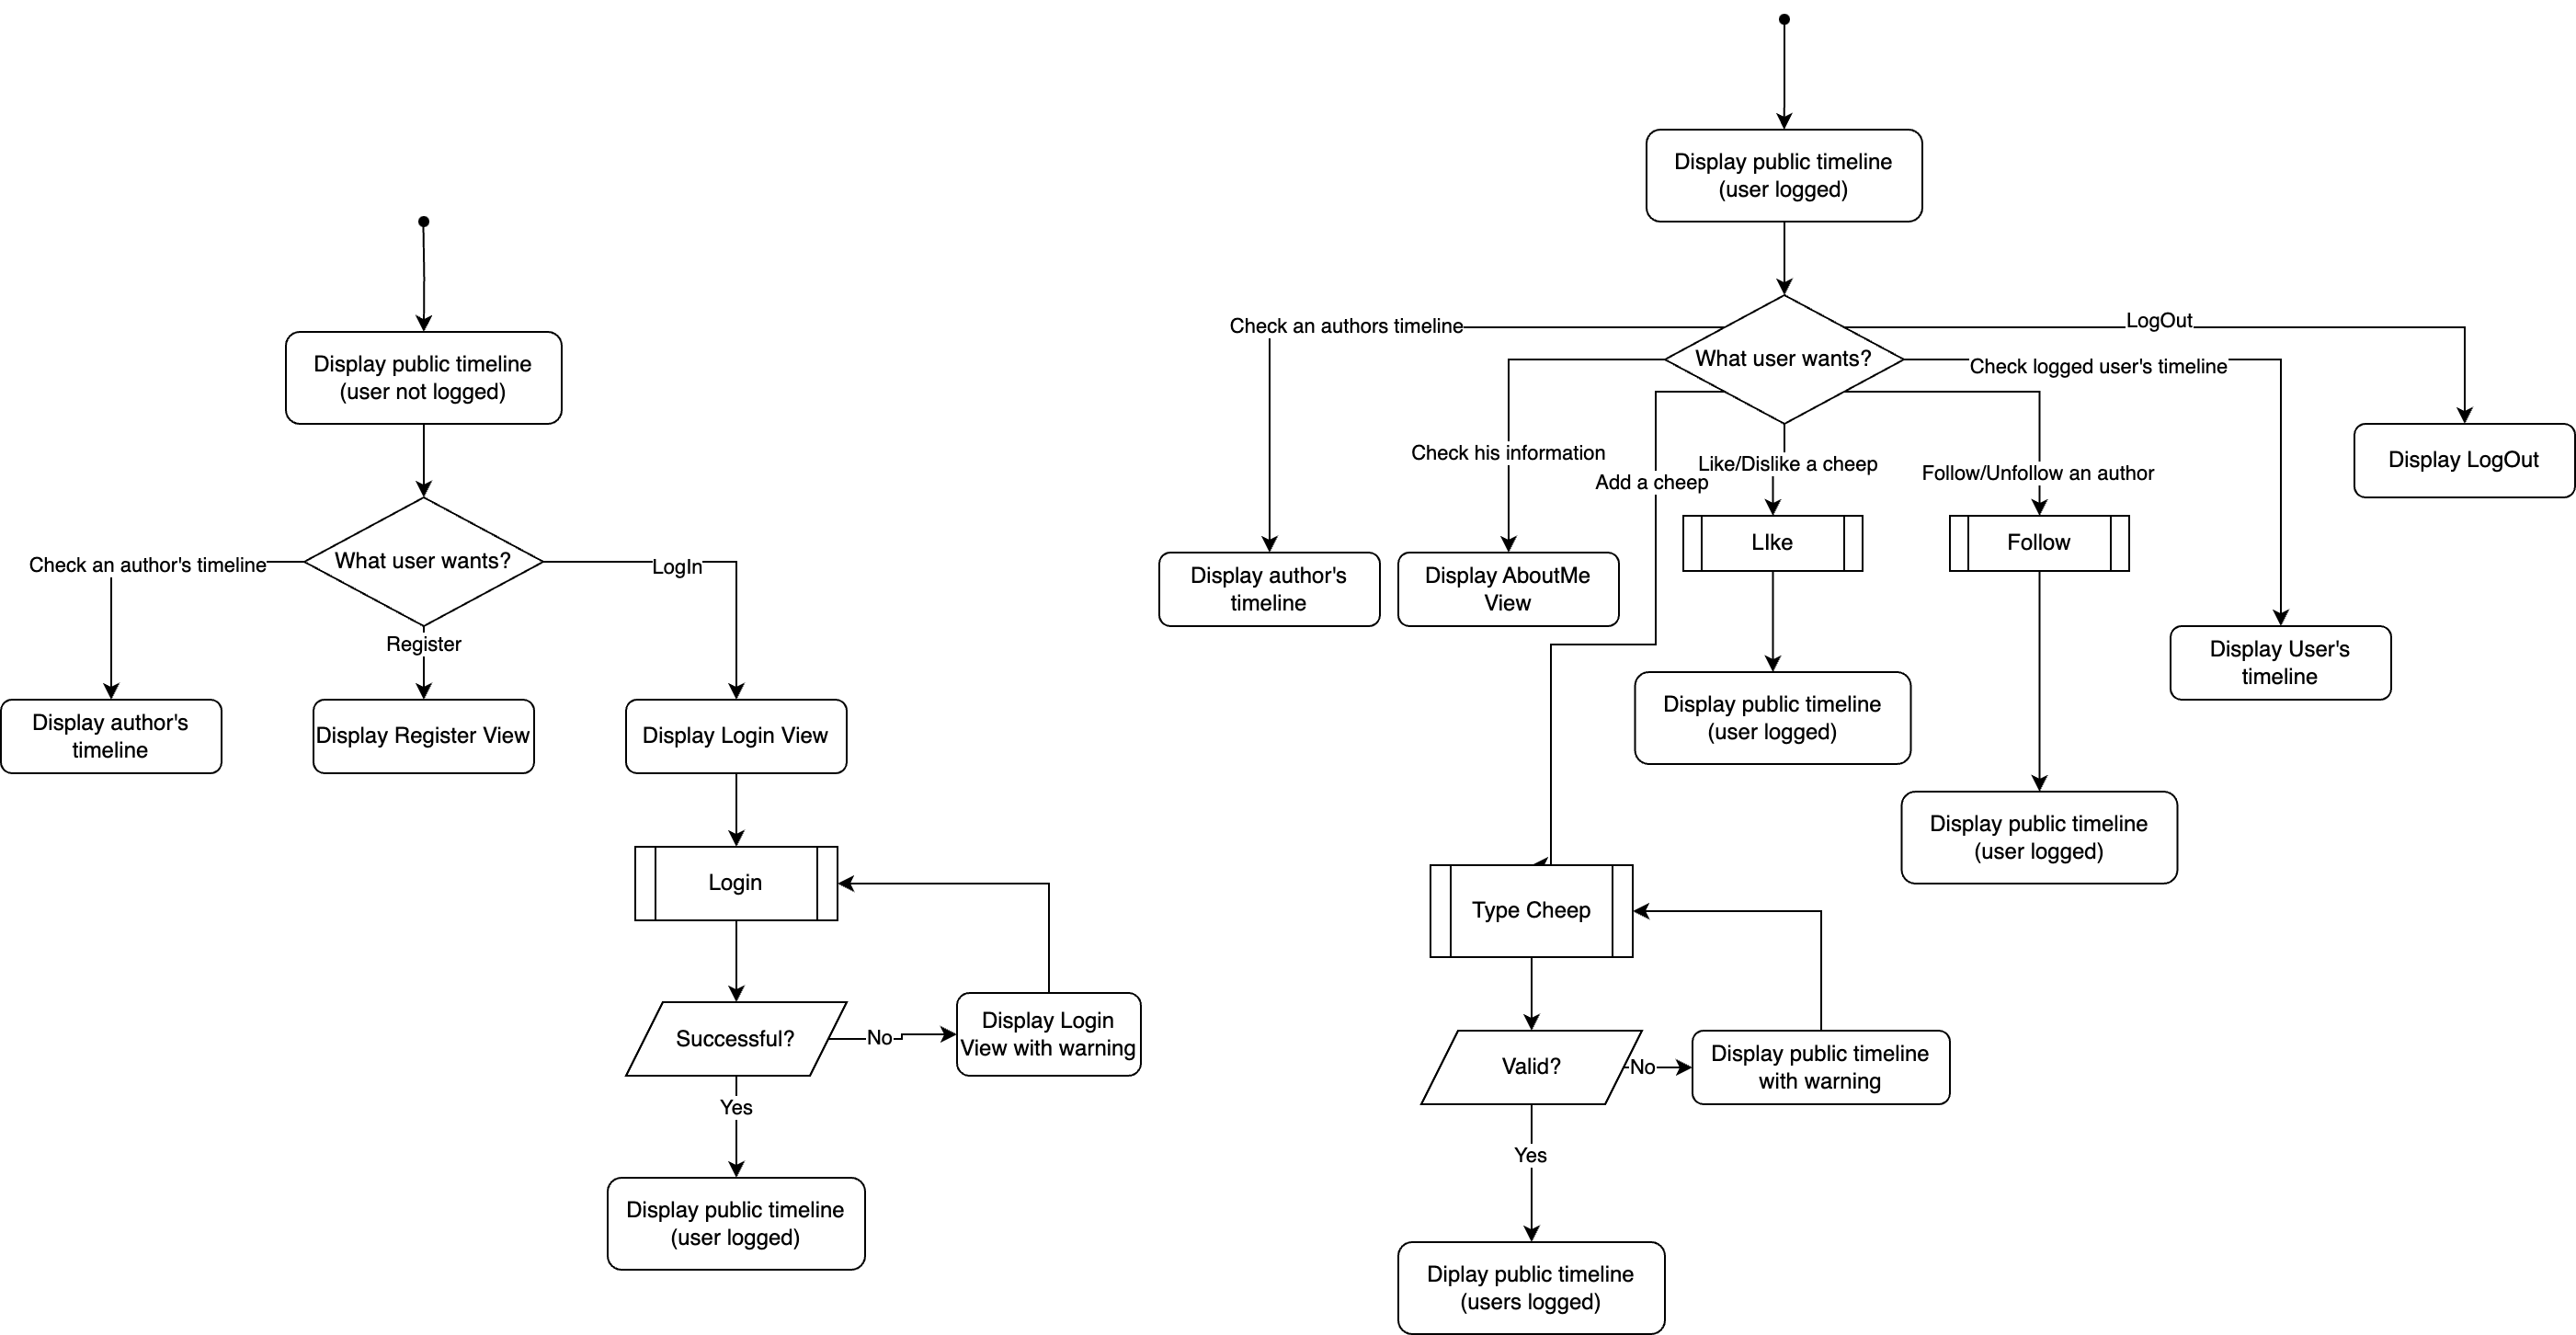 Display public timeline
(user not logged)
What user wants?
Check an author's timeline
LogIn
Register
Display author's
timeline
Display Register View
Display Login View
Login
Successful?
No
Display Login
View with warning
Yes
Display public timeline
(user logged)
Display public timeline
(user logged)
What user wants?
Check an authors timeline
LogOut
Check logged user's timeline
Check his information
Add a cheep
Like/Dislike a cheep
Follow/Unfollow an author
Display LogOut
LIke
Follow
Display author's
timeline
Display AboutMe
View
Display User's
timeline
Display public timeline
(user logged)
Display public timeline
(user logged)
Type Cheep
Valid?
No
Display public timeline
with warning
Yes
Diplay public timeline
(users logged)